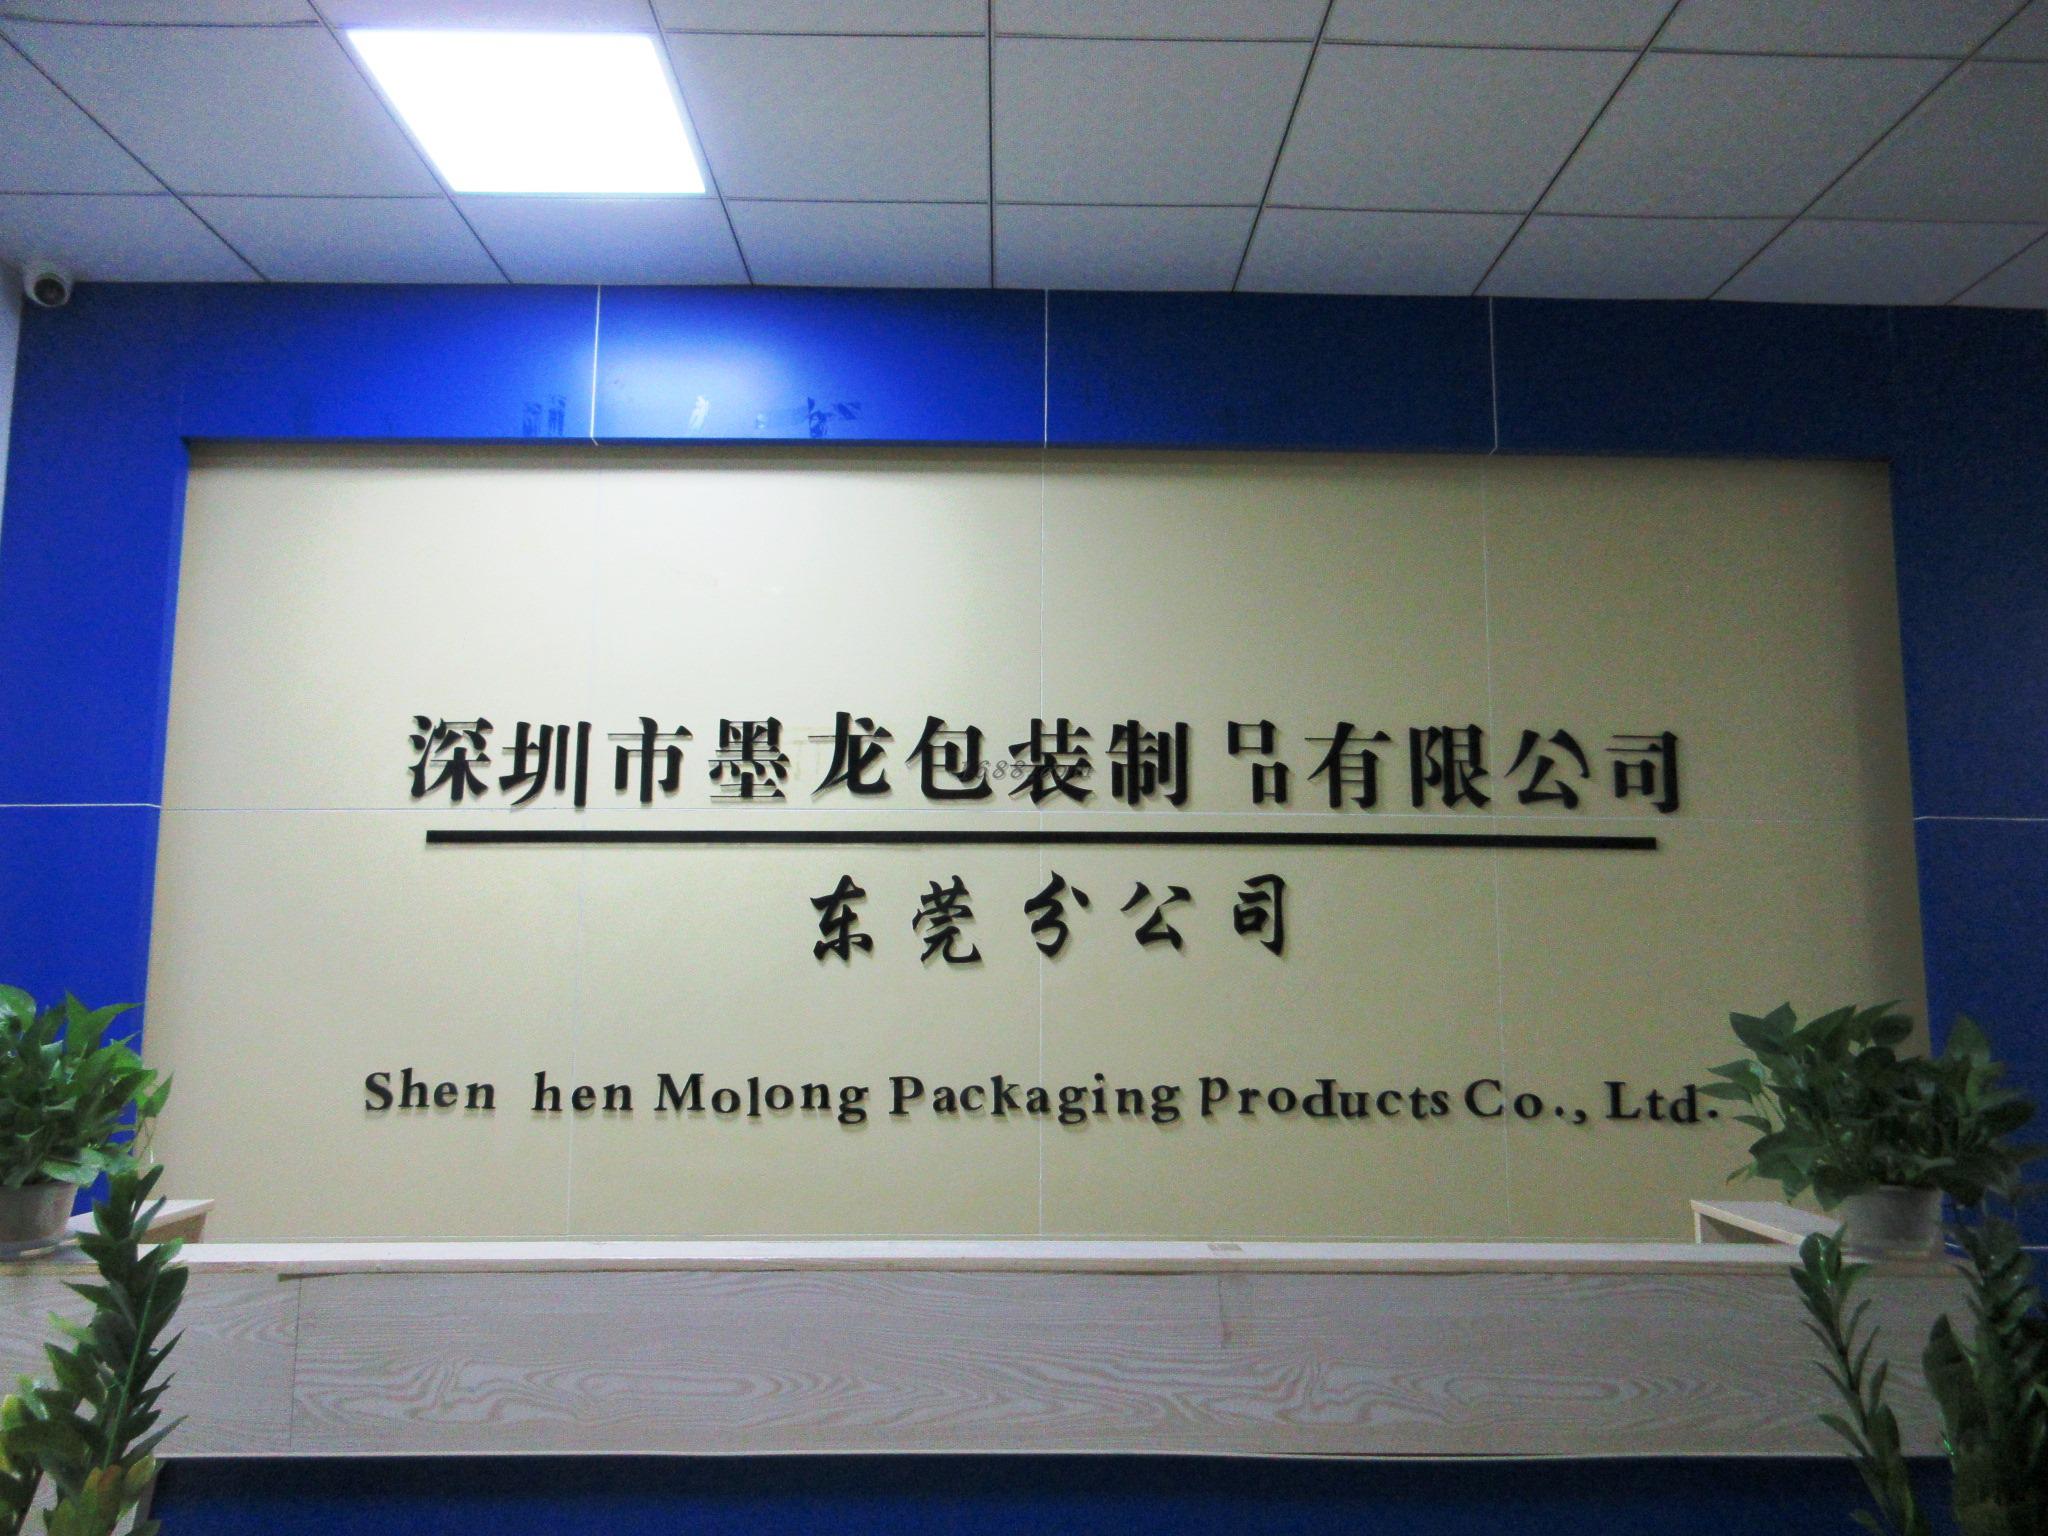 深圳市墨龙包装制品有限公司
东莞分公司
Shen hen Molong Packaging Products Co., Ltd.